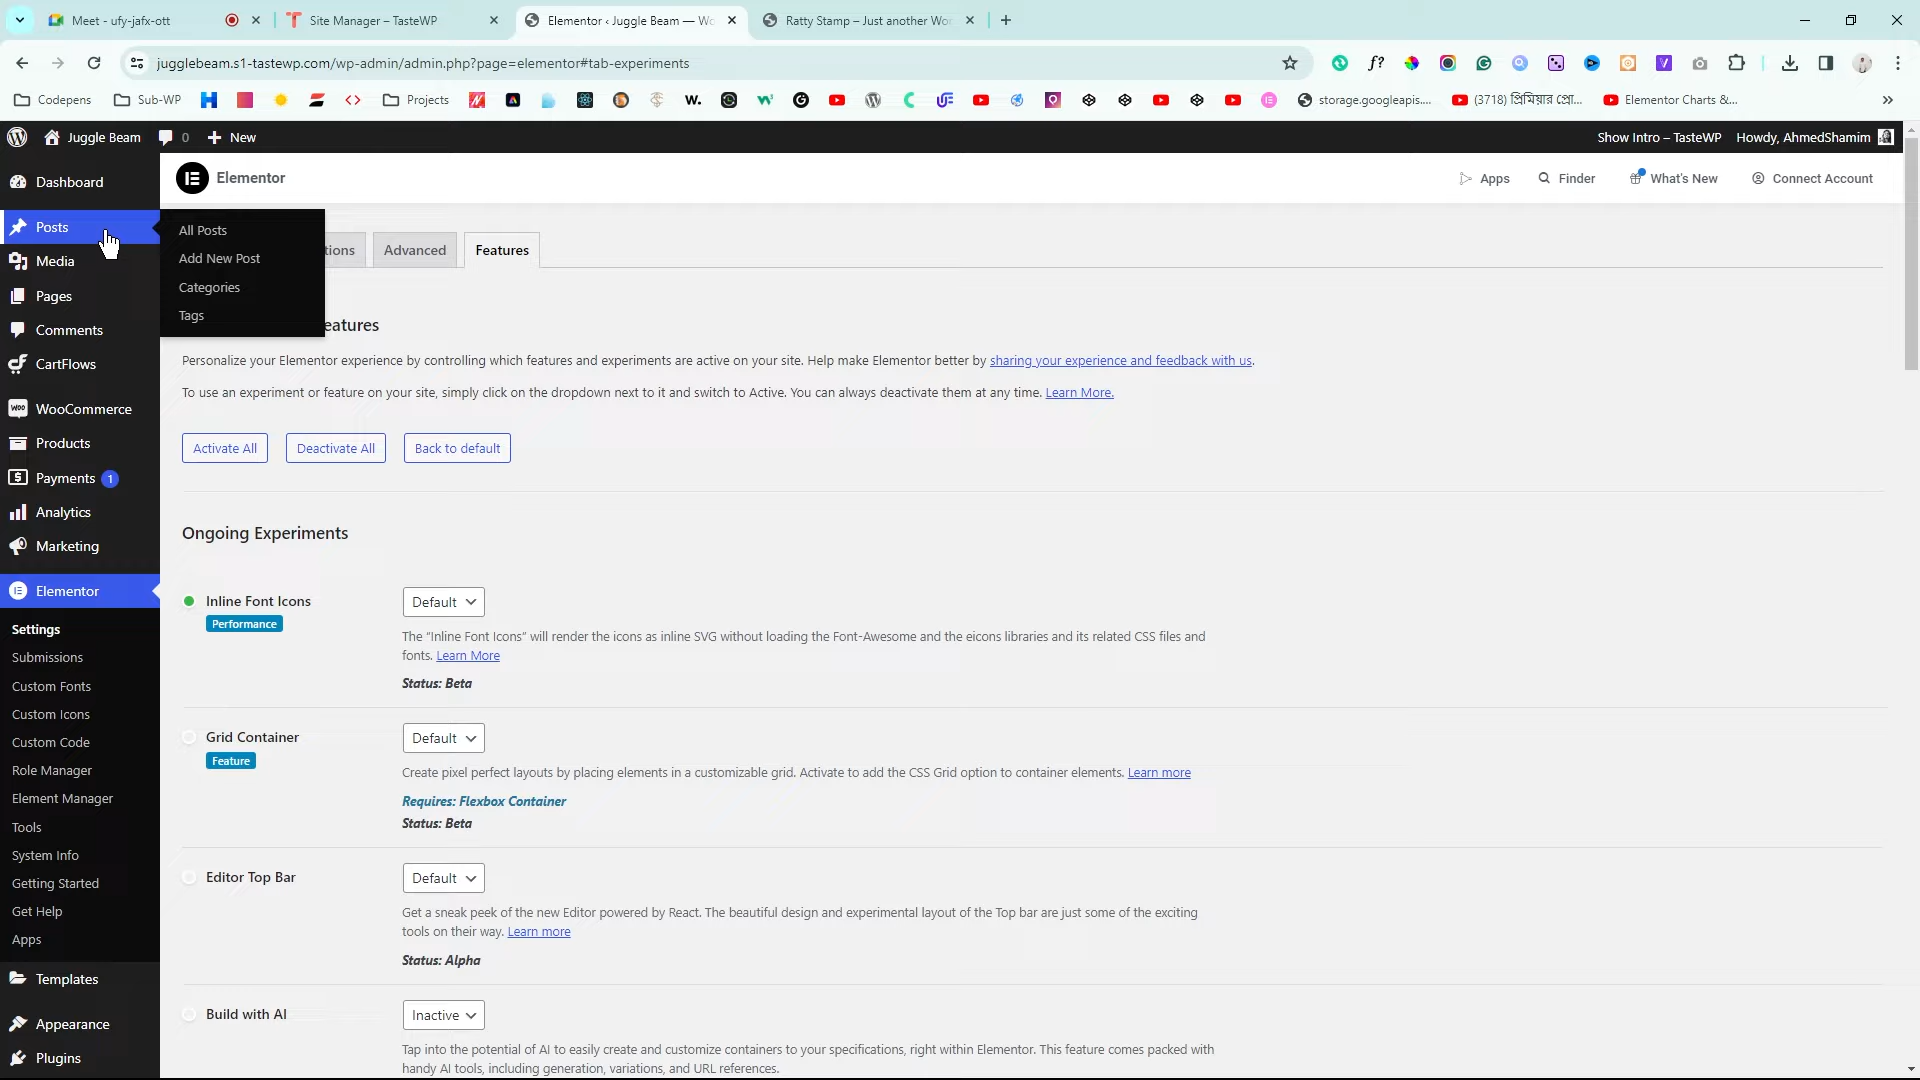 Meet - ufy-jafx-ott
Site Manager – TasteWP
Elementor ‹ Juggle Beam — Wo
Ratty Stamp – Just another Wor
jugglebeam.s1-tastewp.com/wp-admin/admin.php?page=elementor#tab-experiments
Codepens
Sub-WP
Projects
storage.googleapis....
(3718) প্রিমিয়ার প্রো...
Elementor Charts &...
Juggle Beam
0
New
Show Intro – TasteWP
Howdy, AhmedShamim
Dashboard
Posts
Media
Pages
Comments
CartFlows
WooCommerce
Products
Payments 1
Analytics
Marketing
Elementor
Settings
Submissions
Custom Fonts
Custom Icons
Custom Code
Role Manager
Element Manager
Tools
System Info
Getting Started
Get Help
Apps
Templates
Appearance
Plugins
All Posts
Add New Post
Categories
Tags
Elementor
Apps
Finder
What's New
Connect Account
tions
Advanced
Features
eatures
Personalize your Elementor experience by controlling which features and experiments are active on your site. Help make Elementor better by sharing your experience and feedback with us.
To use an experiment or feature on your site, simply click on the dropdown next to it and switch to Active. You can always deactivate them at any time. Learn More.
Activate All
Deactivate All
Back to default
Ongoing Experiments
Inline Font Icons
Performance
Default
The “Inline Font Icons” will render the icons as inline SVG without loading the Font-Awesome and the eicons libraries and its related CSS files and
fonts. Learn More
Status: Beta
Grid Container
Feature
Default
Create pixel perfect layouts by placing elements in a customizable grid. Activate to add the CSS Grid option to container elements. Learn more
Requires: Flexbox Container
Status: Beta
Editor Top Bar
Default
Get a sneak peek of the new Editor powered by React. The beautiful design and experimental layout of the Top bar are just some of the exciting
tools on their way. Learn more
Status: Alpha
Build with AI
Inactive
Tap into the potential of AI to easily create and customize containers to your specifications, right within Elementor. This feature comes packed with
handy AI tools, including generation, variations, and URL references.